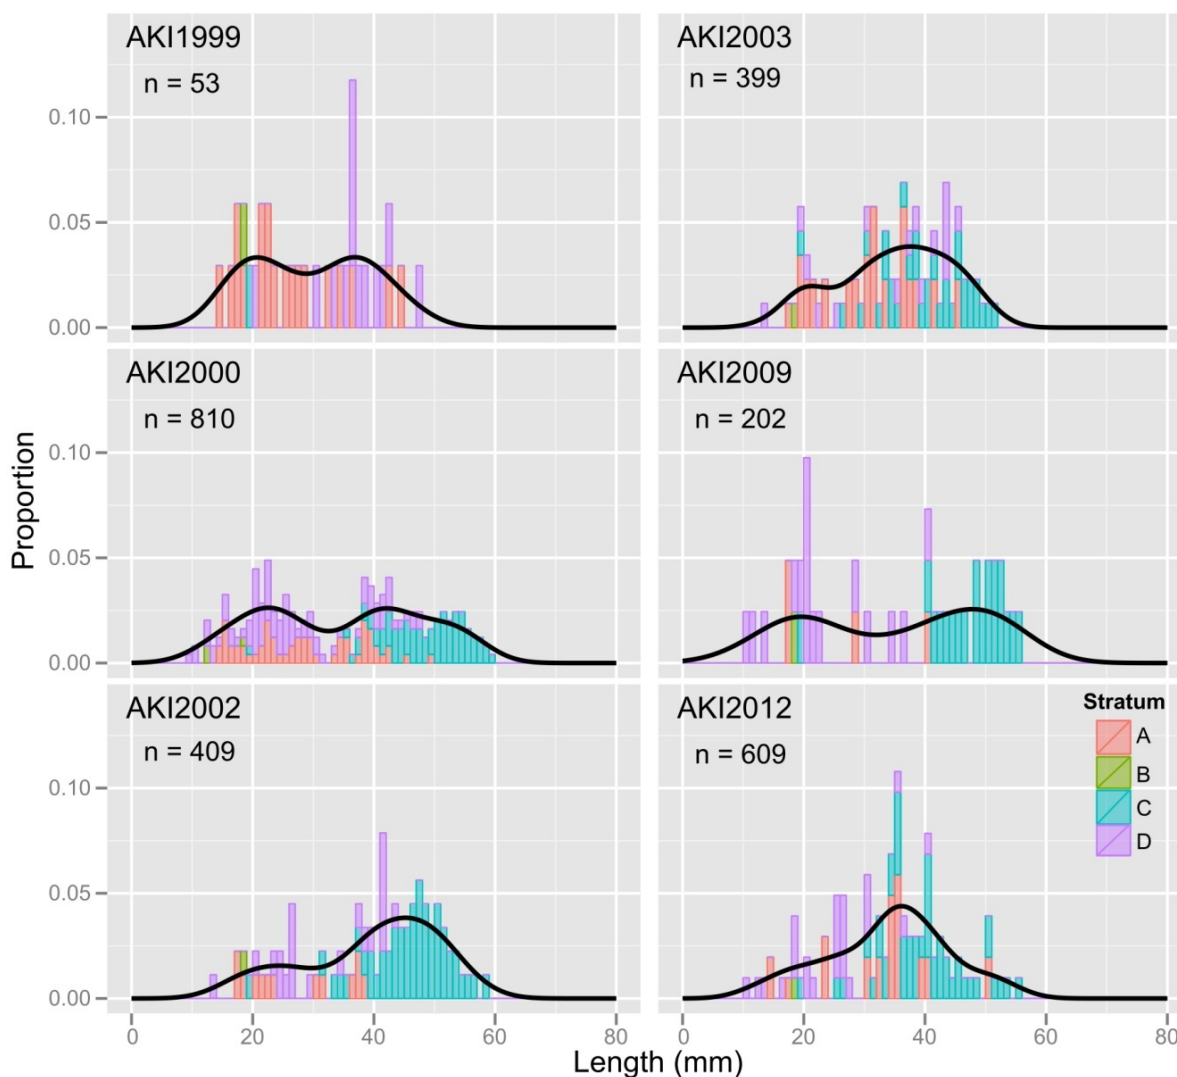 AKI1999
n = 53
AKI2003
n = 399
0.10
0.05
0.00
AKI2000
n = 810
AKI2009
n = 202
0.10
0.05
0.00
Proportion
AKI2002
n = 409
AKI2012
n = 609
Stratum
A
B
C
D
0.10
0.05
0.00
0 20 40 60 80 0 20 40 60 80
Length (mm)